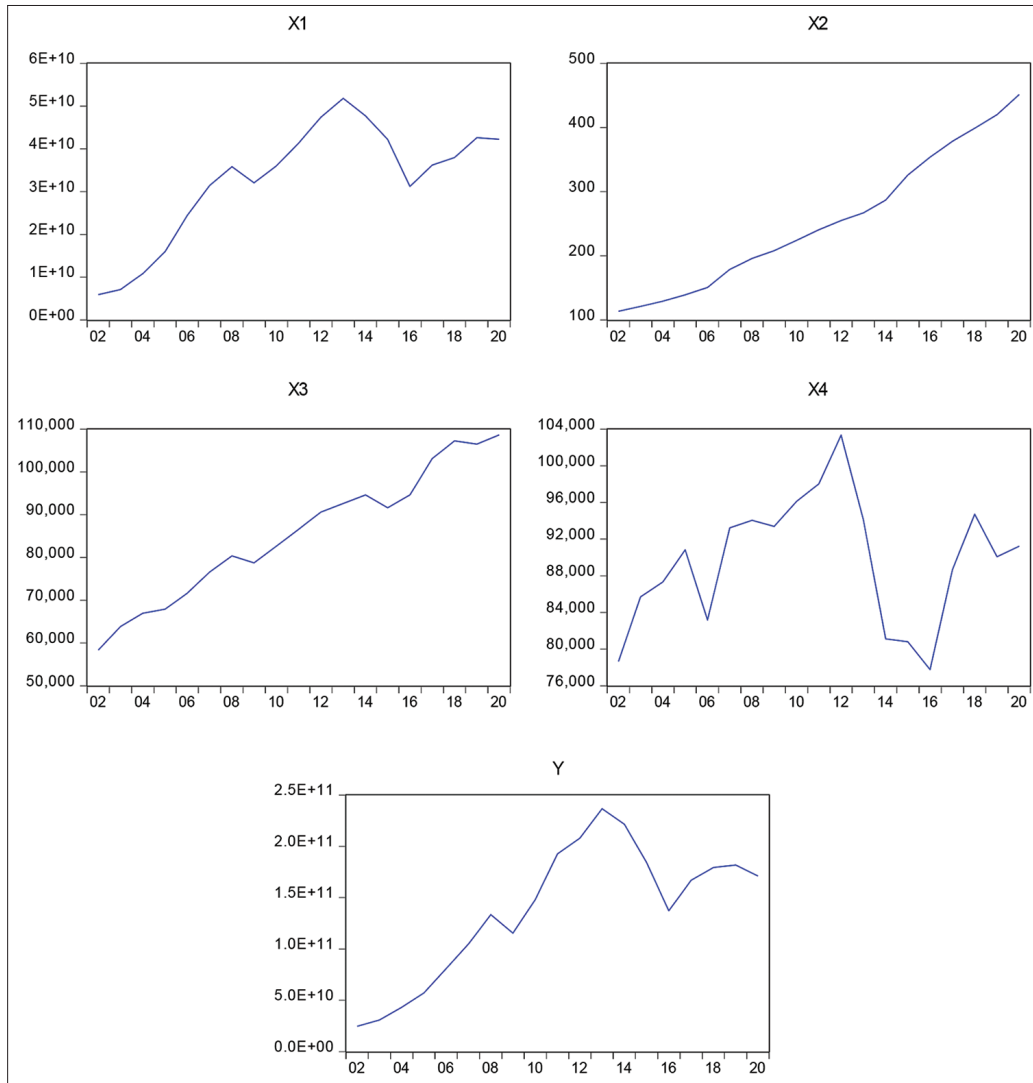 X1
6E+10
5E+10
4E+10
3E+10
2E+10
1E+10
0E+00
02 04 06 08 10 12 14 16 18 20
X2
500
400
300
200
100
02 04 06 08 10 12 14 16 18 20
X3
110,000
100,000
90,000
80,000
70,000
60,000
50,000
02 04 06 08 10 12 14 16 18 20
X4
104,000
100,000
96,000
92,000
88,000
84,000
80,000
76,000
02 04 06 08 10 12 14 16 18 20
Y
2.5E+11
2.0E+11
1.5E+11
1.0E+11
5.0E+10
0.0E+00
02 04 06 08 10 12 14 16 18 20